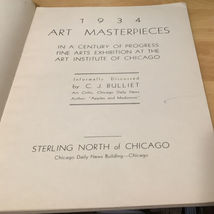 1934
ART MASTERPIECES
IN A CENTURY OF PROGRESS
FINE ARTS EXHIBITION AT THE
ART INSTITUTE OF CHICAGO
Informally Discussed
by C. J. BULLIET
Art Critic, Chicago Daily News
Author "Apples and Madonnas"
STERLING NORTH of CHICAGO
Chicago Daily News Building—Chicago